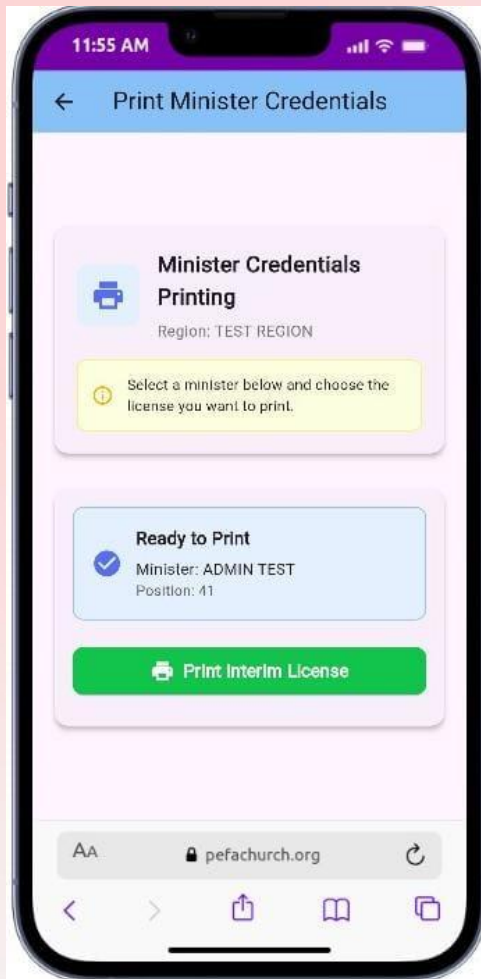 11:55 AM
Print Minister Credentials
Minister Credentials
Printing
Region: TEST REGION
Select a minister below and choose the
license you want to print.
Ready to Print
Minister: ADMIN TEST
Position: 41
Print Interim License
AA
pefachurch.org